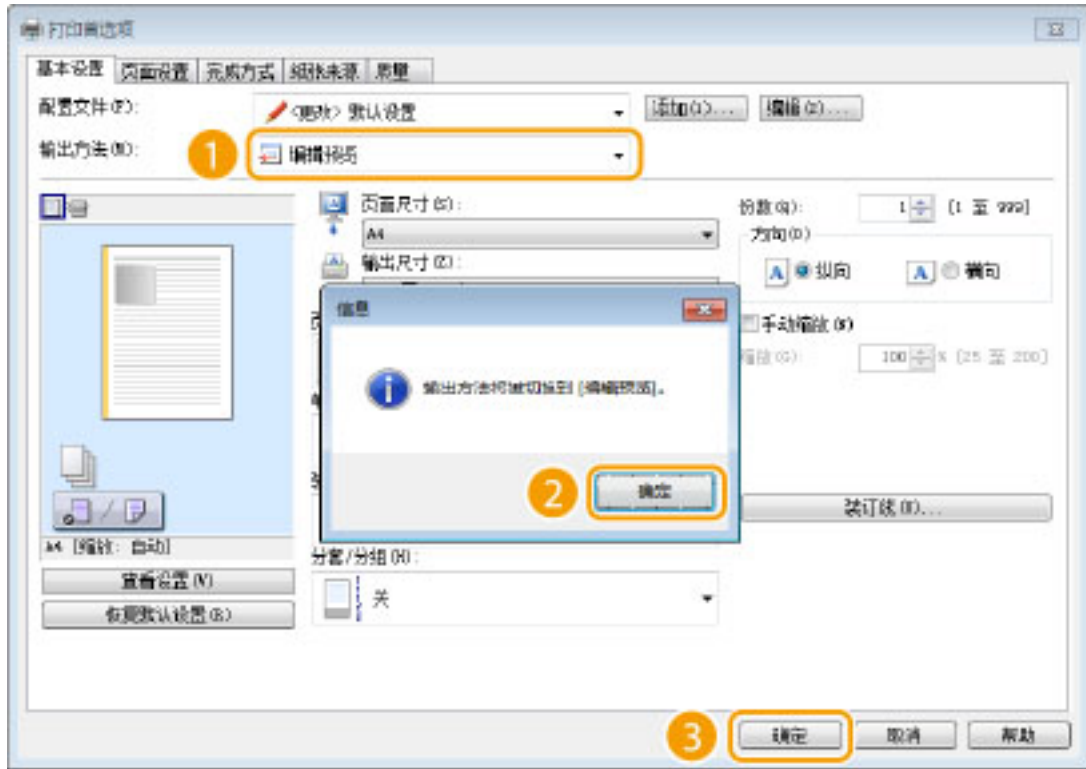 打印首选项
基本设置 页面设置 完成方式 纸张来源 质量
配置文件(F): <更改> 默认设置 添加(1)... 编辑(2)...
输出方法(M): 1 编辑预览
页面尺寸(S):
A4
输出尺寸(Z):
份数(Q): 1 [1 至 999]
方向(O)
A 纵向 A 横向
手动缩放(W)
缩放(G): 100 % [25 至 200]
信息
输出方法将被切换到 [编辑预览]。
2 确定
装订线(U)...
A4 [缩放: 自动]
查看设置(V)
恢复默认设置(R)
分套/分组(H):
关
3 确定 取消 帮助